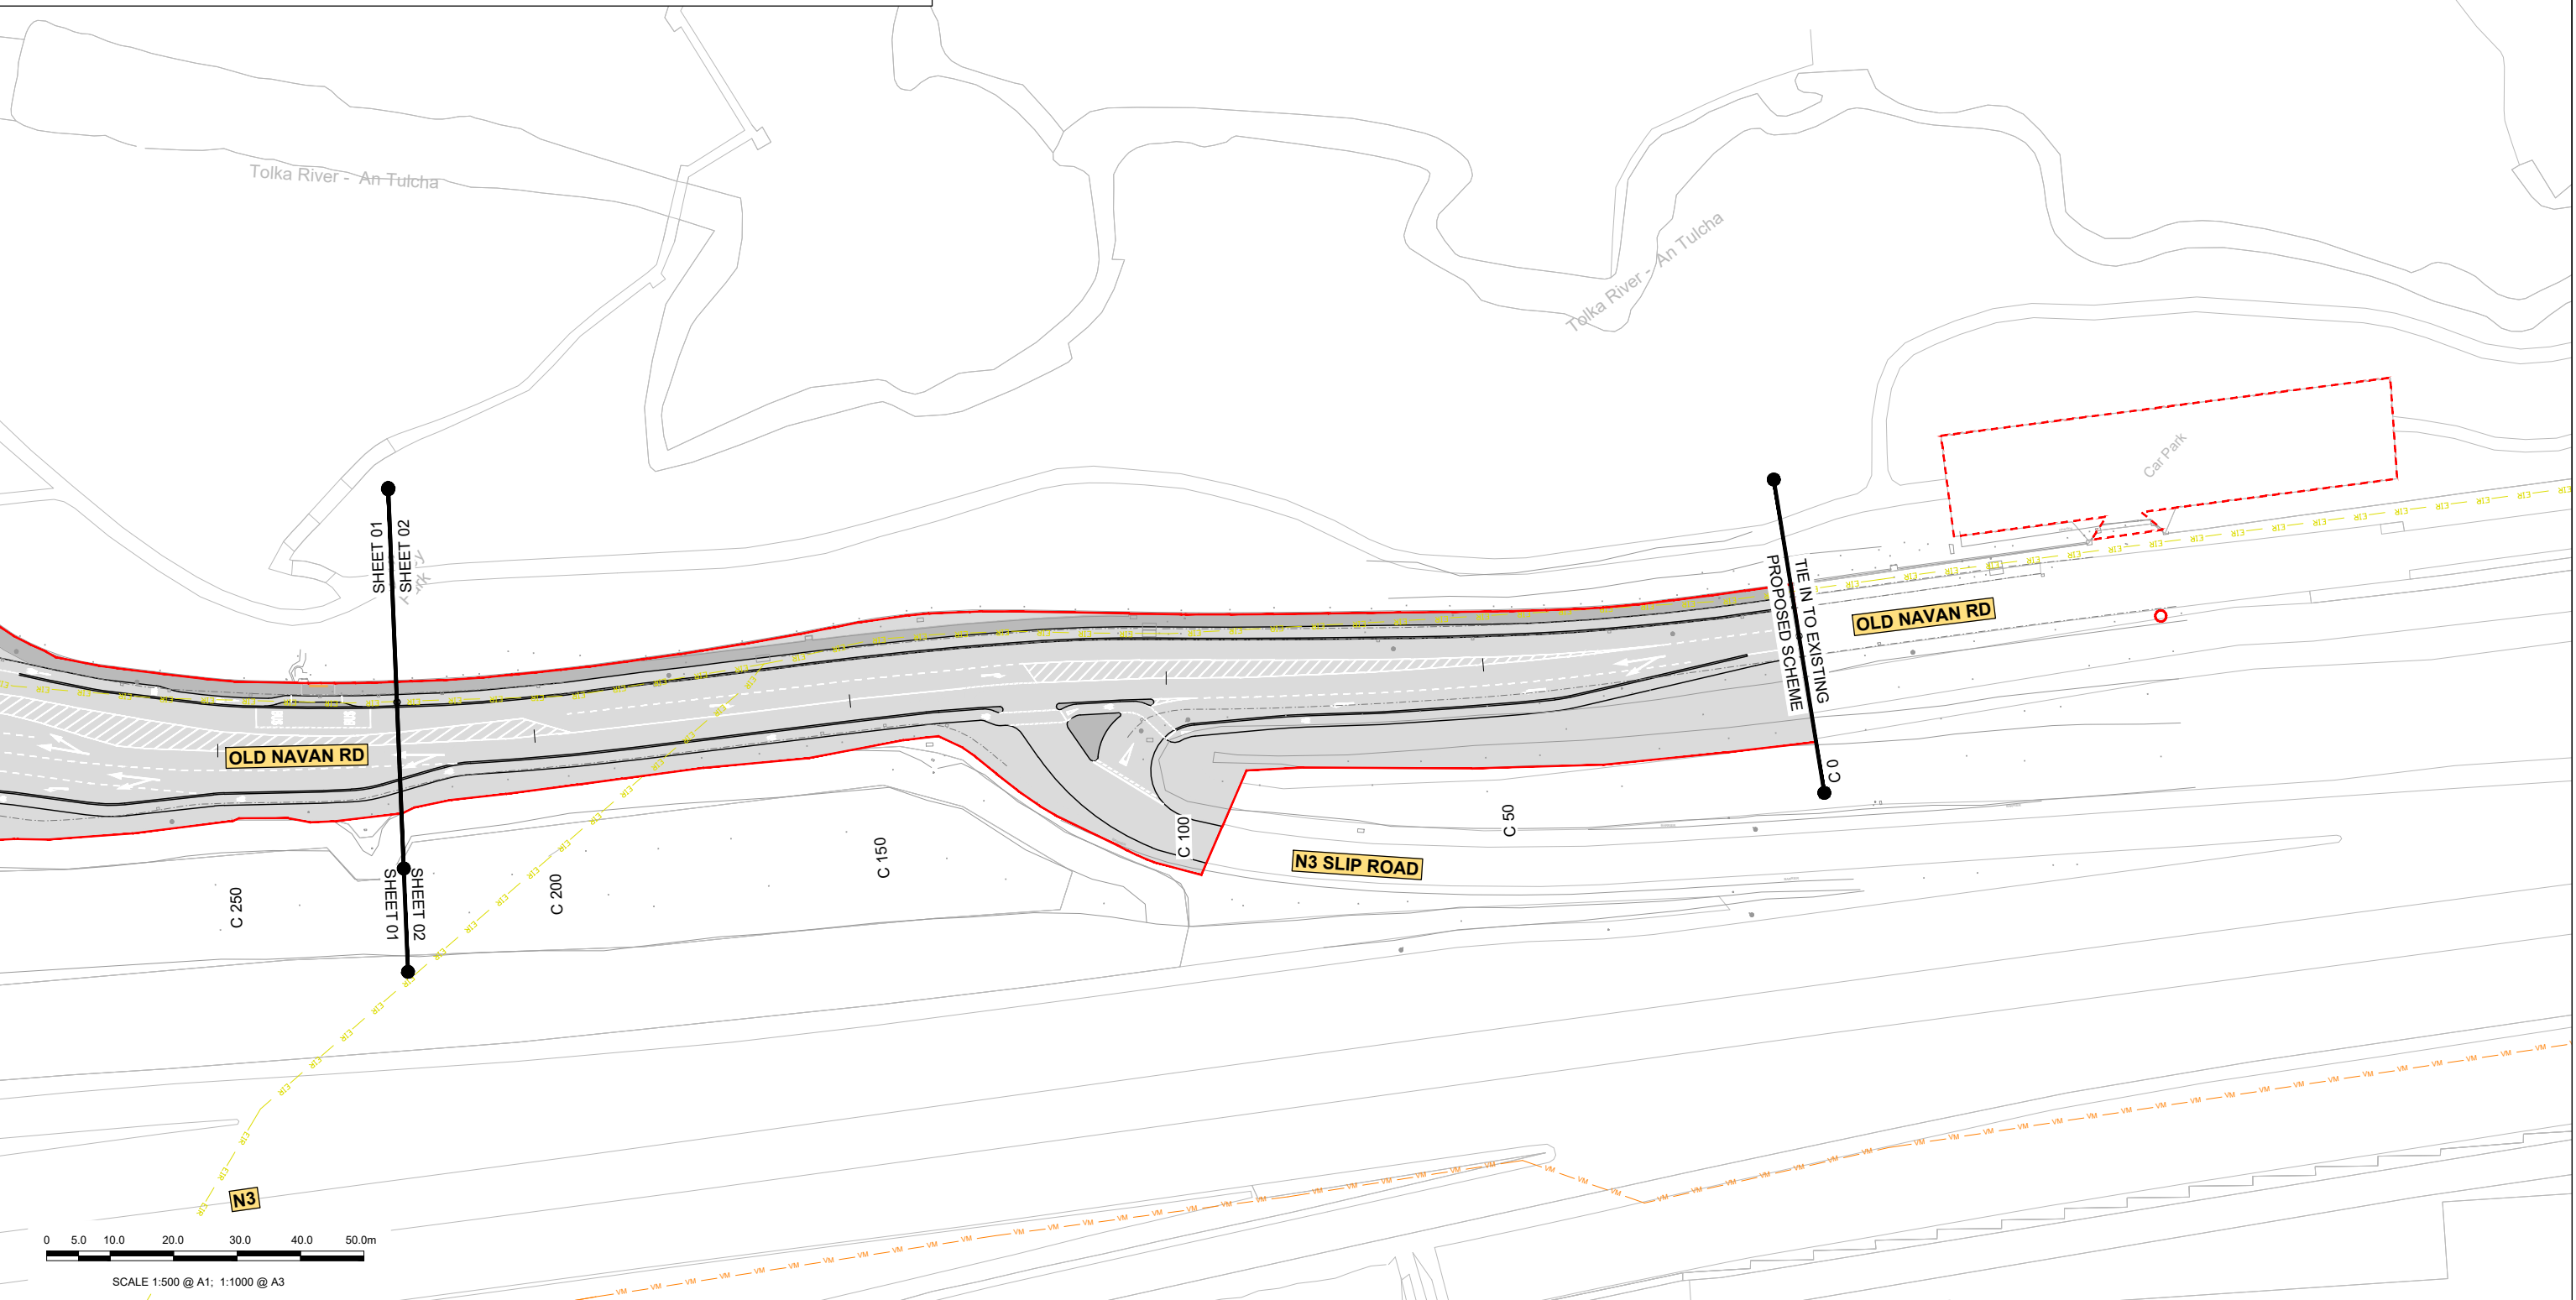 Tolka River - An Tulcha
Tolka River - An Tulcha
Car Park
SHEET 01
SHEET 02
PROPOSED SCHEME
TIE IN TO EXISTING
OLD NAVAN RD
OLD NAVAN RD
BUS
C 0
C 50
C 100
C 150
C 200
C 250
N3 SLIP ROAD
SHEET 01
SHEET 02
EIR
VM
N3
0 5.0 10.0 20.0 30.0 40.0 50.0m
SCALE 1:500 @ A1; 1:1000 @ A3